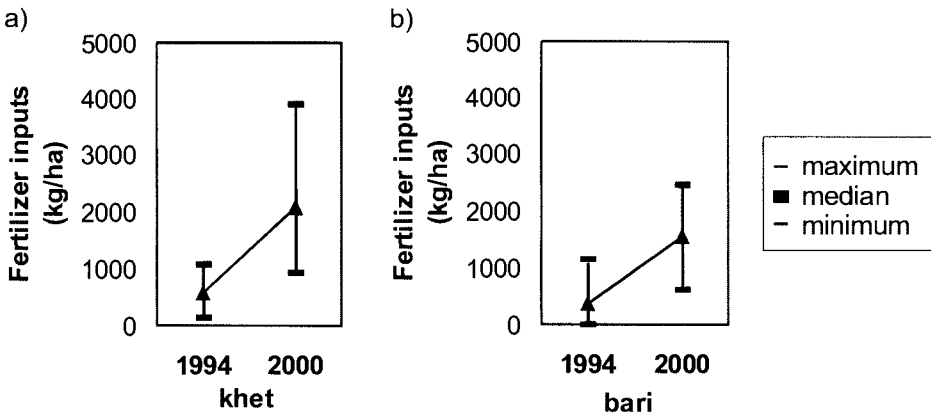 a)
Fertilizer inputs
(kg/ha)
5000
4000
3000
2000
1000
0
1994 2000
khet
b)
Fertilizer inputs
(kg/ha)
5000
4000
3000
2000
1000
0
1994 2000
bari
maximum
median
minimum